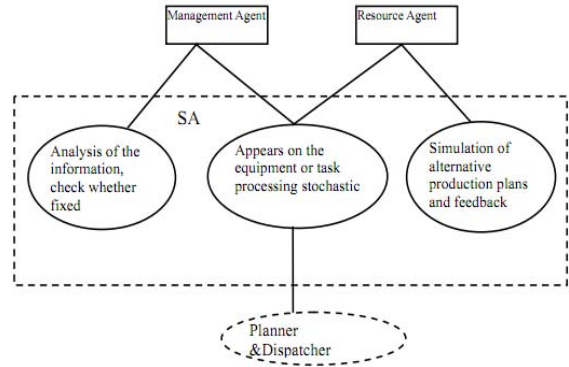 Management Agent
Resource Agent
SA
Analysis of the
information,
check whether
fixed
Appears on the
equipment or task
processing stochastic
Simulation of
alternative
production plans
and feedback
Planner
&Dispatcher